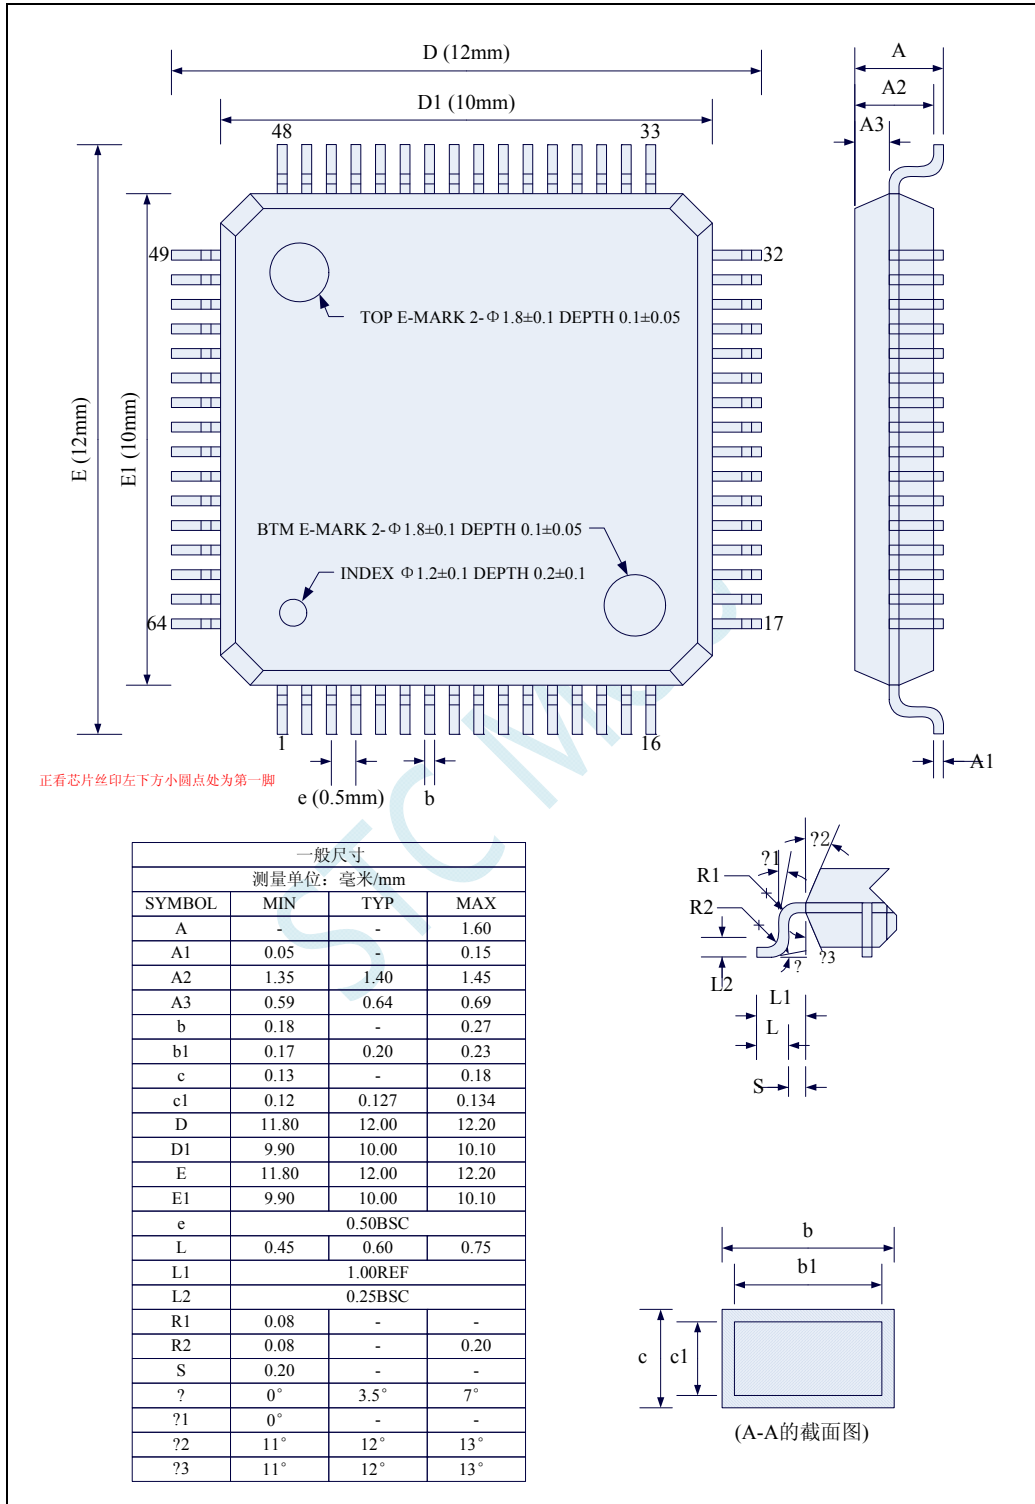 D (12mm)
D1 (10mm)
48
33
A
A2
A3
49
32
TOP E-MARK 2-Φ1.8±0.1 DEPTH 0.1±0.05
E (12mm)
E1 (10mm)
BTM E-MARK 2-Φ1.8±0.1 DEPTH 0.1±0.05
INDEX Φ1.2±0.1 DEPTH 0.2±0.1
64
17
1
16
A1
正看芯片丝印左下方小圆点处为第一脚
e (0.5mm)
b
STC MCU
一般尺寸
测量单位：毫米/mm
SYMBOL MIN TYP MAX
A - - 1.60
A1 0.05 - 0.15
A2 1.35 1.40 1.45
A3 0.59 0.64 0.69
b 0.18 - 0.27
b1 0.17 0.20 0.23
c 0.13 - 0.18
c1 0.12 0.127 0.134
D 11.80 12.00 12.20
D1 9.90 10.00 10.10
E 11.80 12.00 12.20
E1 9.90 10.00 10.10
e 0.50BSC
L 0.45 0.60 0.75
L1 1.00REF
L2 0.25BSC
R1 0.08 - -
R2 0.08 - 0.20
S 0.20 - -
? 0° 3.5° 7°
?1 0° - -
?2 11° 12° 13°
?3 11° 12° 13°
?2
?1
R1
R2
?
?3
L2
L1
L
S
b
b1
c
c1
(A-A的截面图)